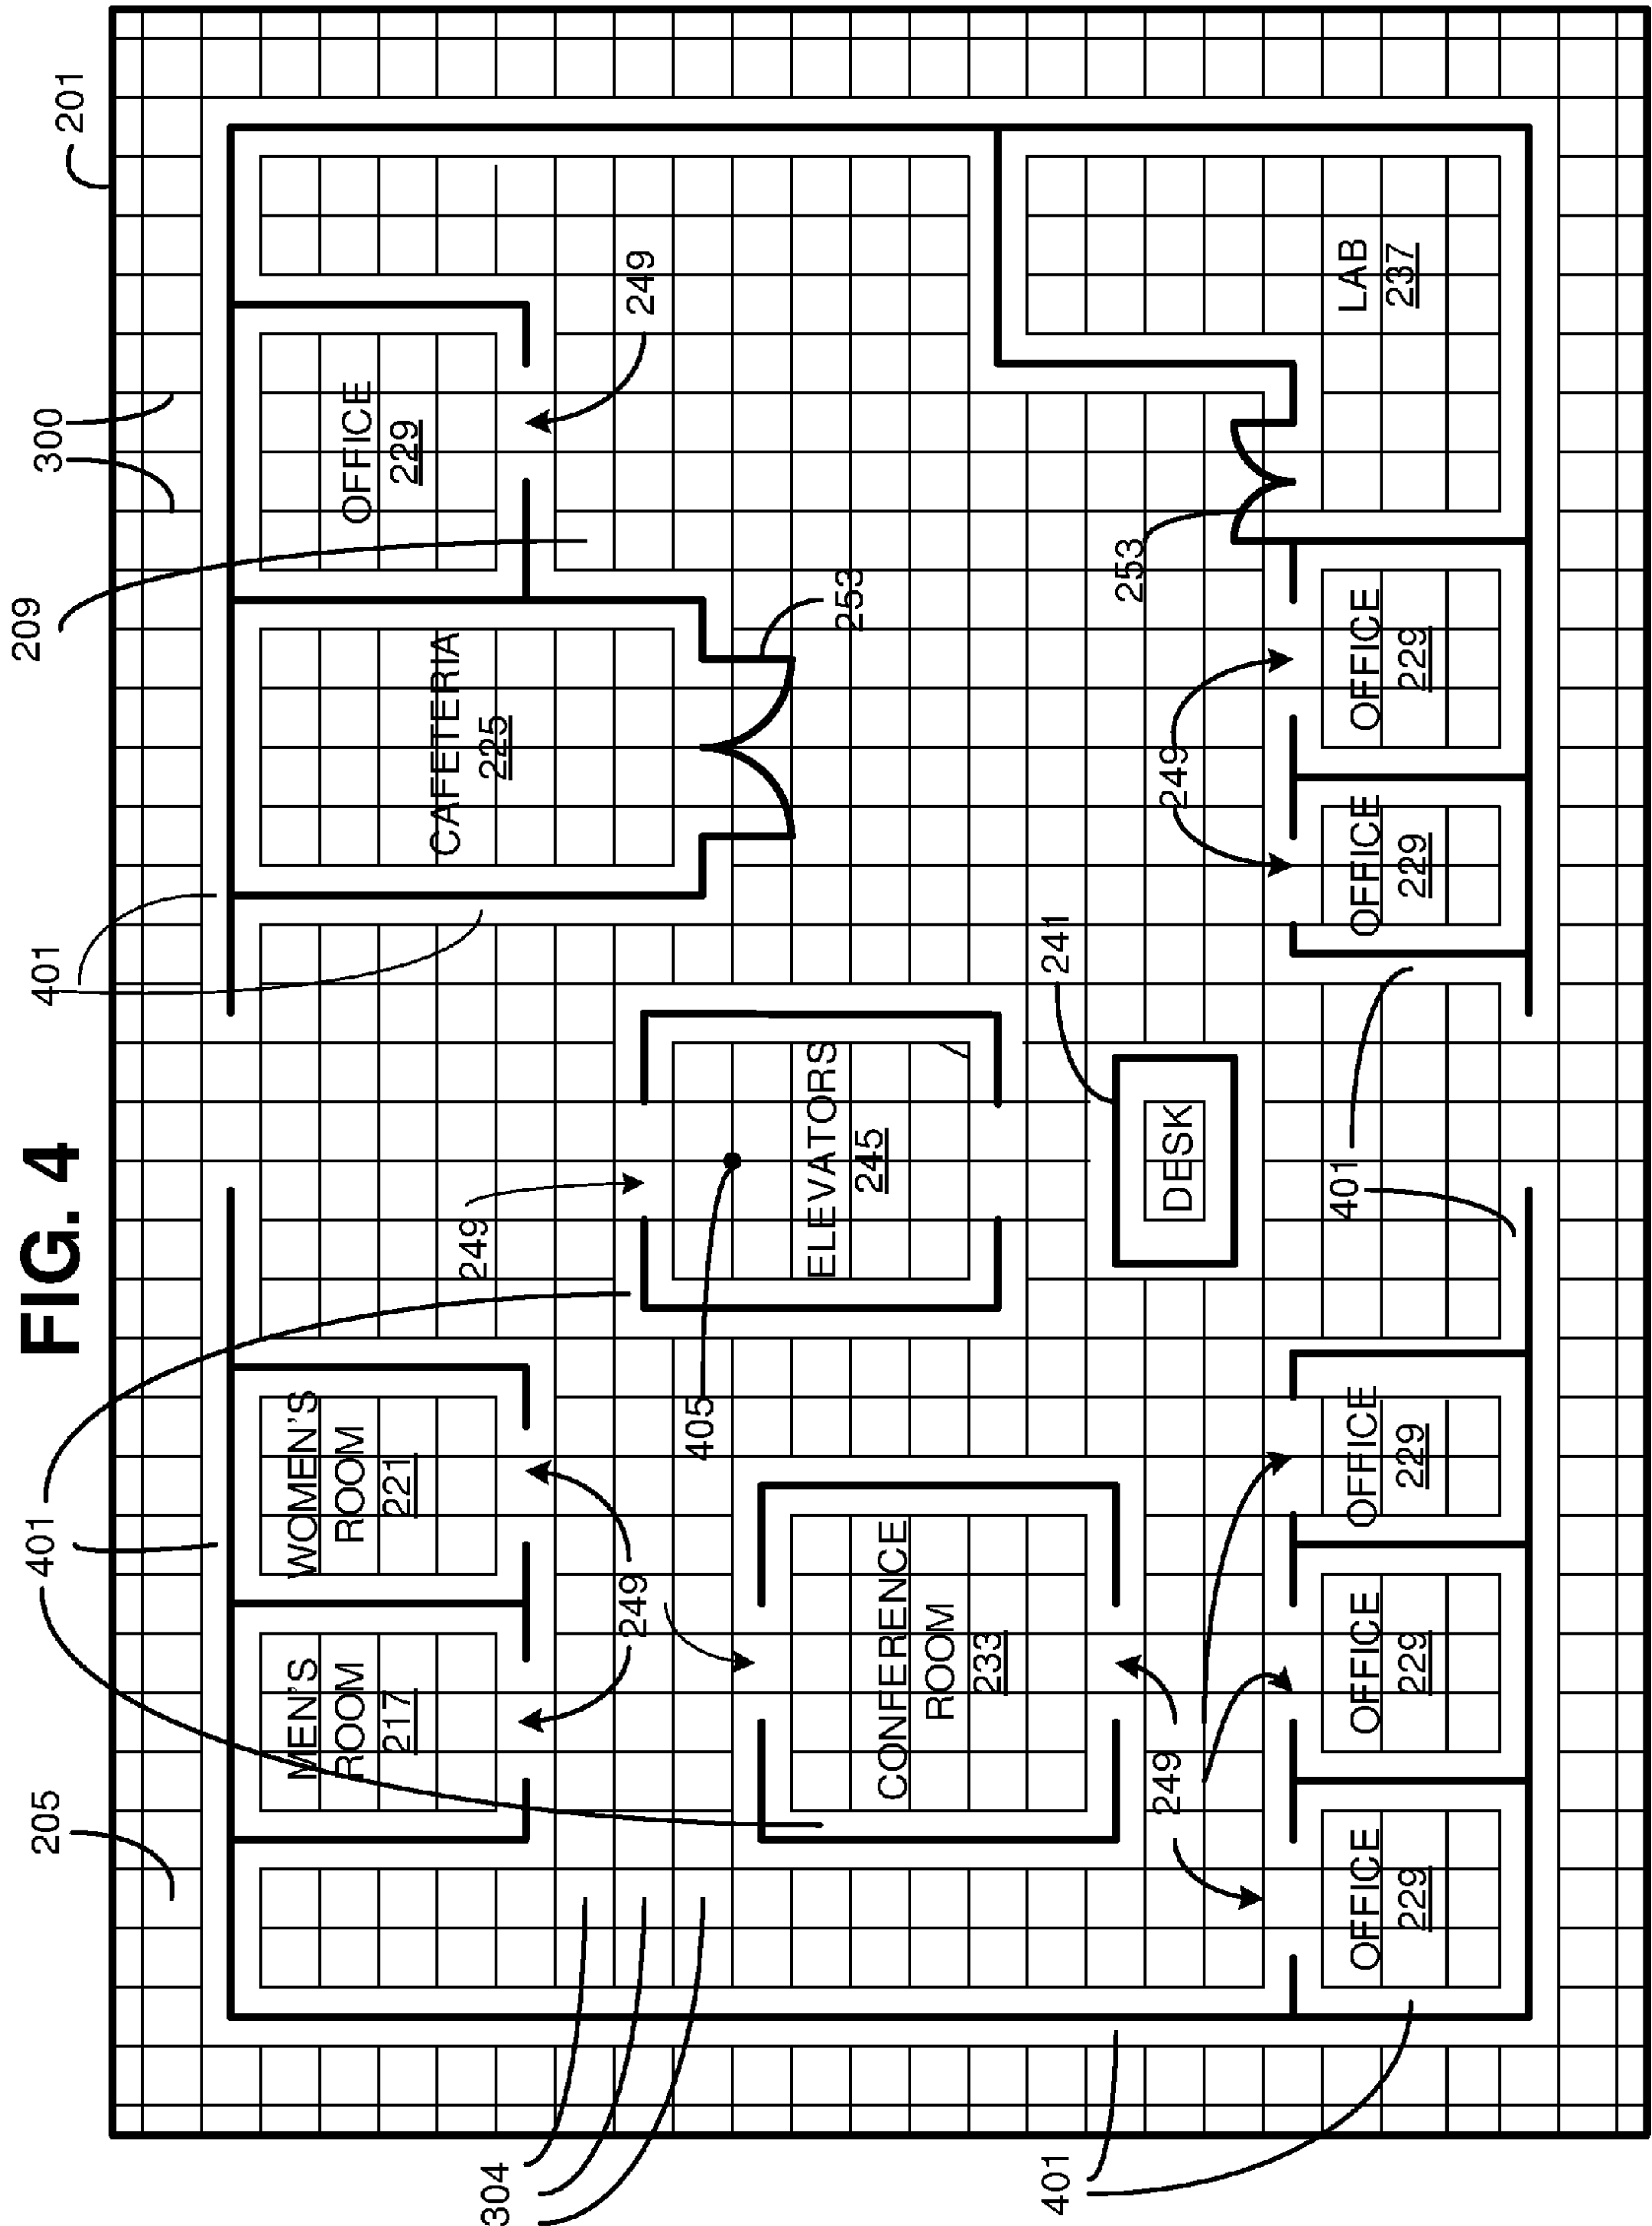 FIG. 4
205
401
401
209
300
201
MEN'S
ROOM
217
WOMEN'S
ROOM
221
CAFETERIA
225
OFFICE
229
304
249
249
249
405
253
ELEVATORS
245
CONFERENCE
ROOM
233
401
241
253
249
DESK
249
401
OFFICE
229
OFFICE
229
OFFICE
229
OFFICE
229
OFFICE
229
LAB
237